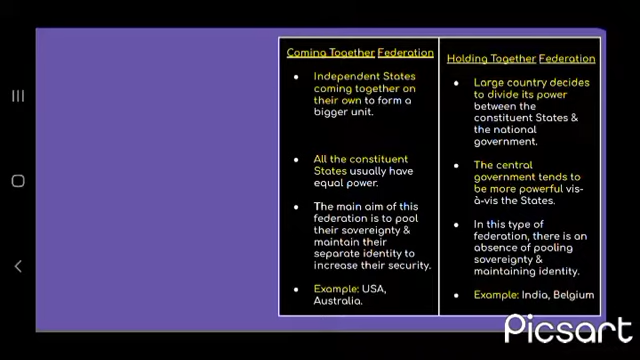 Coming Together Federation
Independent States
coming together on
their own to form a
bigger unit.
All the constituent
States usually have
equal power.
The main aim of this
federation is to pool
their sovereignty &
maintain their
separate identity to
increase their security.
Example: USA,
Australia.
Holding Together Federation
Large country decides
to divide its power
between the
constituent States &
the national
government.
The central
government tends to
be more powerful vis-
à-vis the States.
In this type of
federation, there is an
absence of pooling
sovereignty &
maintaining identity.
Example: India, Belgium
Picsart